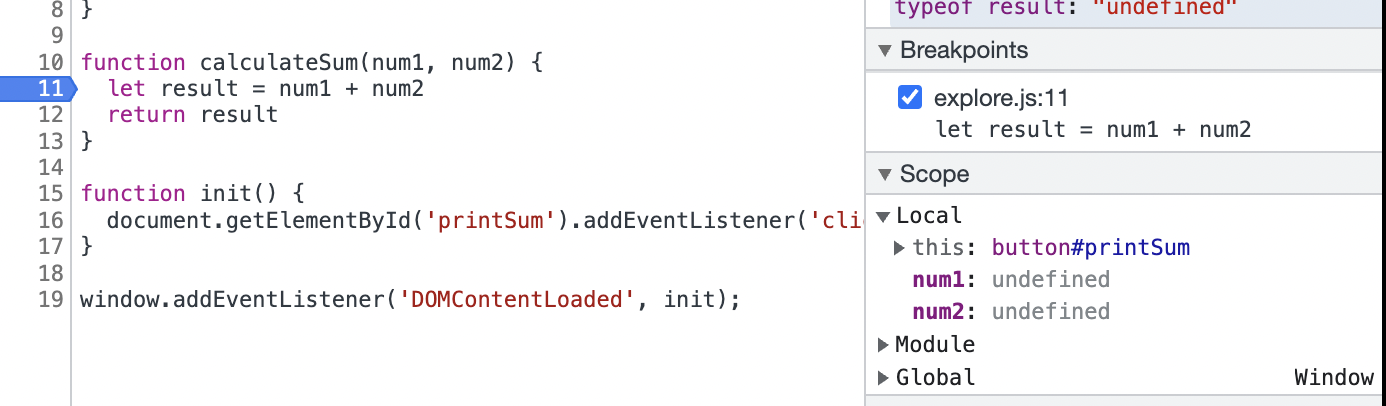 8 }
9
10 function calculateSum(num1, num2) {
11 let result = num1 + num2
12 return result
13 }
14
15 function init() {
16 document.getElementById('printSum').addEventListener('clic
17 }
18
19 window.addEventListener('DOMContentLoaded', init);
typeof result: "undefined"
Breakpoints
explore.js:11
let result = num1 + num2
Scope
Local
this: button#printSum
num1: undefined
num2: undefined
Module
Global Window